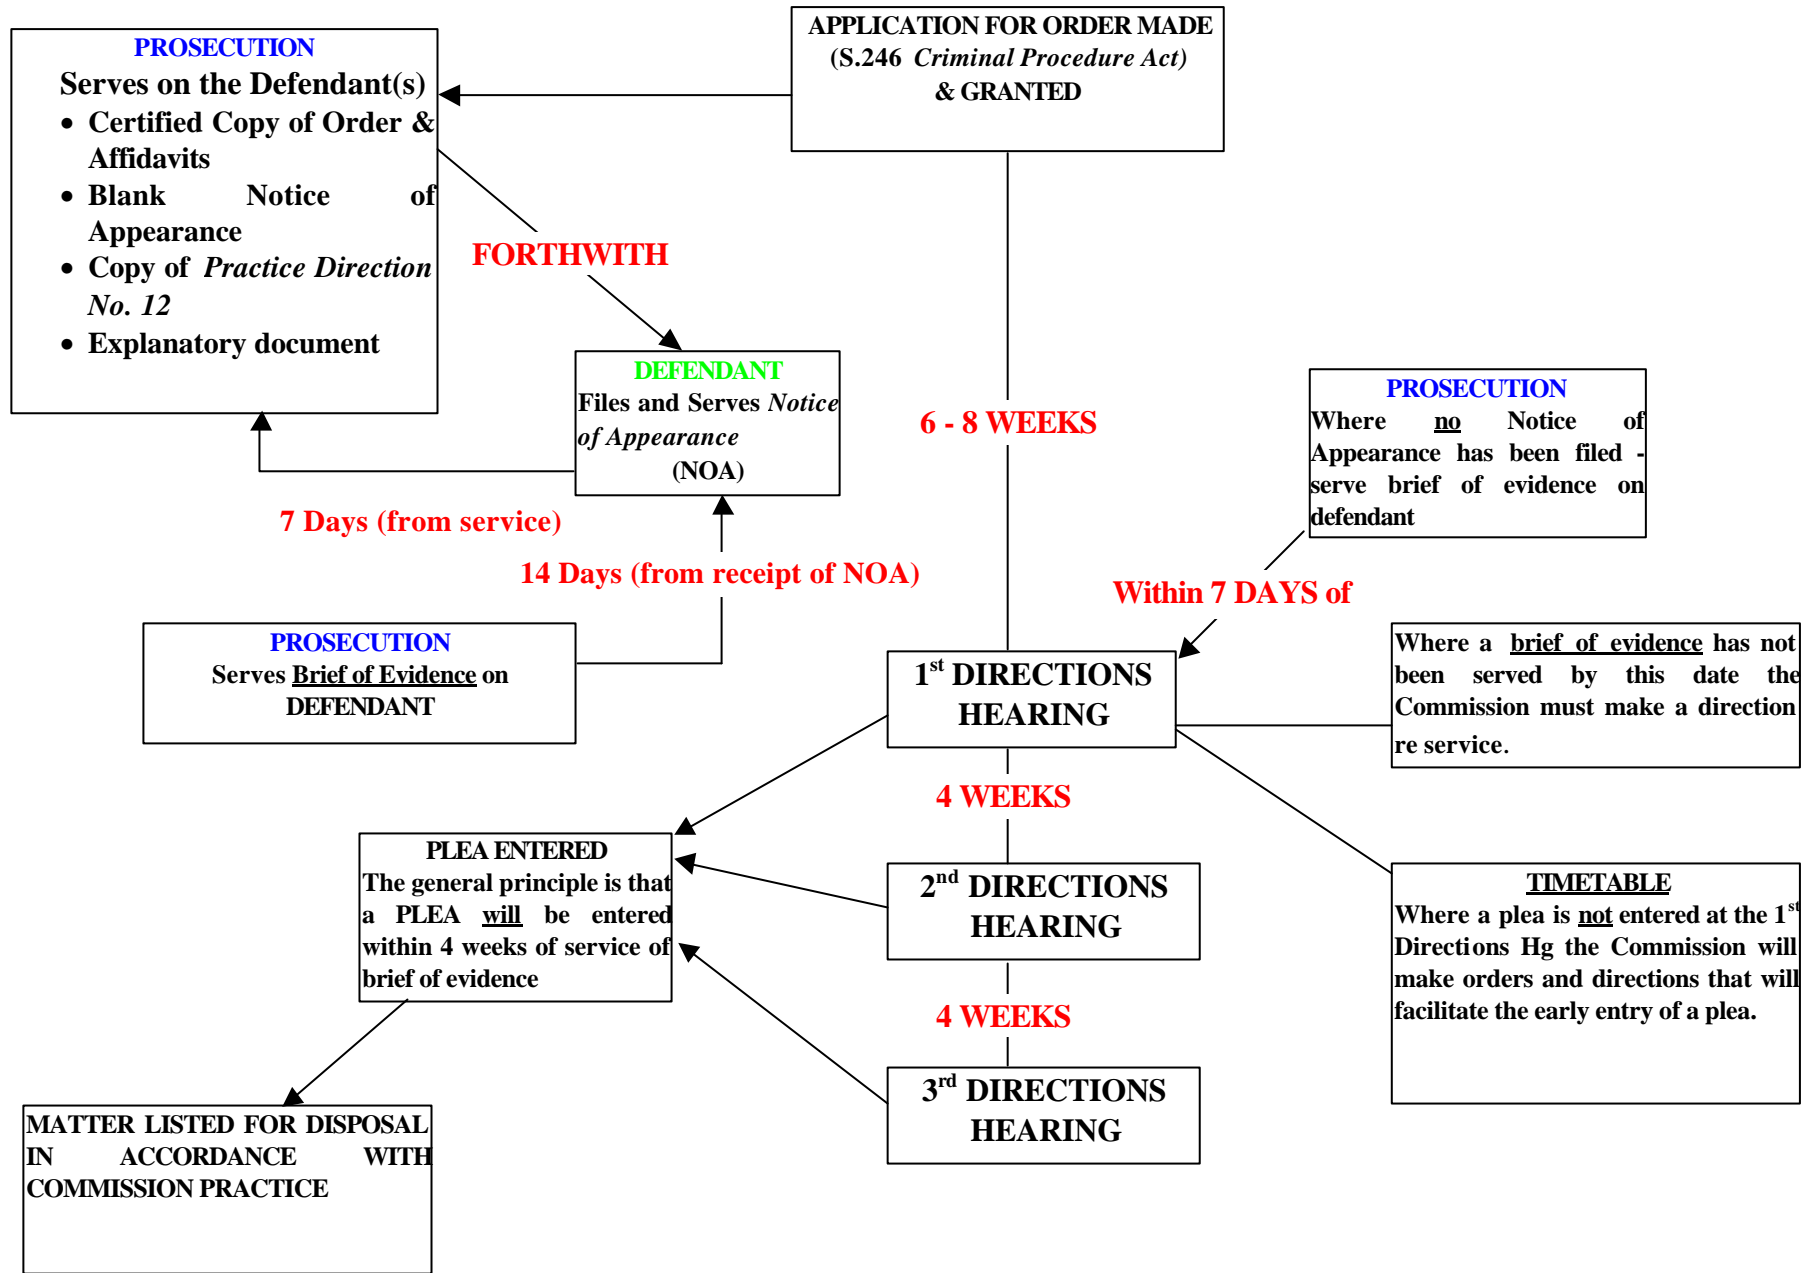 APPLICATION FOR ORDER MADE
(S.246 Criminal Procedure Act)
& GRANTED
PROSECUTION
Serves on the Defendant(s)
• Certified Copy of Order &
Affidavits
• Blank Notice of
Appearance
• Copy of Practice Direction
No. 12
• Explanatory document
FORTHWITH
DEFENDANT
Files and Serves Notice
of Appearance
(NOA)
7 Days (from service)
14 Days (from receipt of NOA)
PROSECUTION
Serves Brief of Evidence on
DEFENDANT
6 - 8 WEEKS
PROSECUTION
Where no Notice of
Appearance has been filed -
serve brief of evidence on
defendant
Within 7 DAYS of
1st DIRECTIONS
HEARING
Where a brief of evidence has not
been served by this date the
Commission must make a direction
re service.
4 WEEKS
PLEA ENTERED
The general principle is that
a PLEA will be entered
within 4 weeks of service of
brief of evidence
2nd DIRECTIONS
HEARING
TIMETABLE
Where a plea is not entered at the 1st
Directions Hg the Commission will
make orders and directions that will
facilitate the early entry of a plea.
4 WEEKS
3rd DIRECTIONS
HEARING
MATTER LISTED FOR DISPOSAL
IN ACCORDANCE WITH
COMMISSION PRACTICE